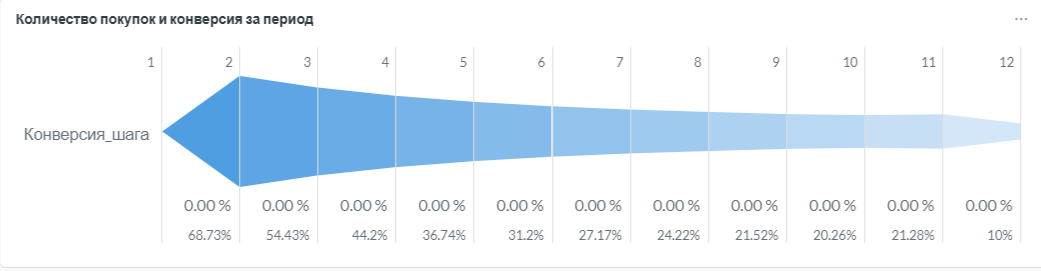 Количество покупок и конверсия за период
1 2 3 4 5 6 7 8 9 10 11 12
Конверсия_шага
0.00 % 0.00 % 0.00 % 0.00 % 0.00 % 0.00 % 0.00 % 0.00 % 0.00 % 0.00 % 0.00 %
68.73% 54.43% 44.2% 36.74% 31.2% 27.17% 24.22% 21.52% 20.26% 21.28% 10%